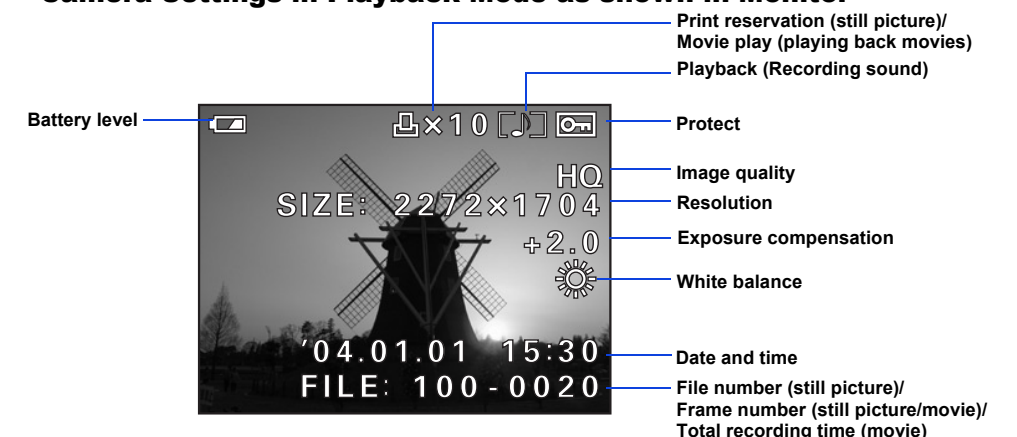 Camera Settings in Playback Mode as shown in Monitor
Print reservation (still picture)/
Movie play (playing back movies)
Playback (Recording sound)
Battery level
×10
Protect
HQ
Image quality
SIZE: 2272×1704
Resolution
+2.0
Exposure compensation
White balance
'04.01.01 15:30
Date and time
FILE: 100-0020
File number (still picture)/
Frame number (still picture/movie)/
Total recording time (movie)